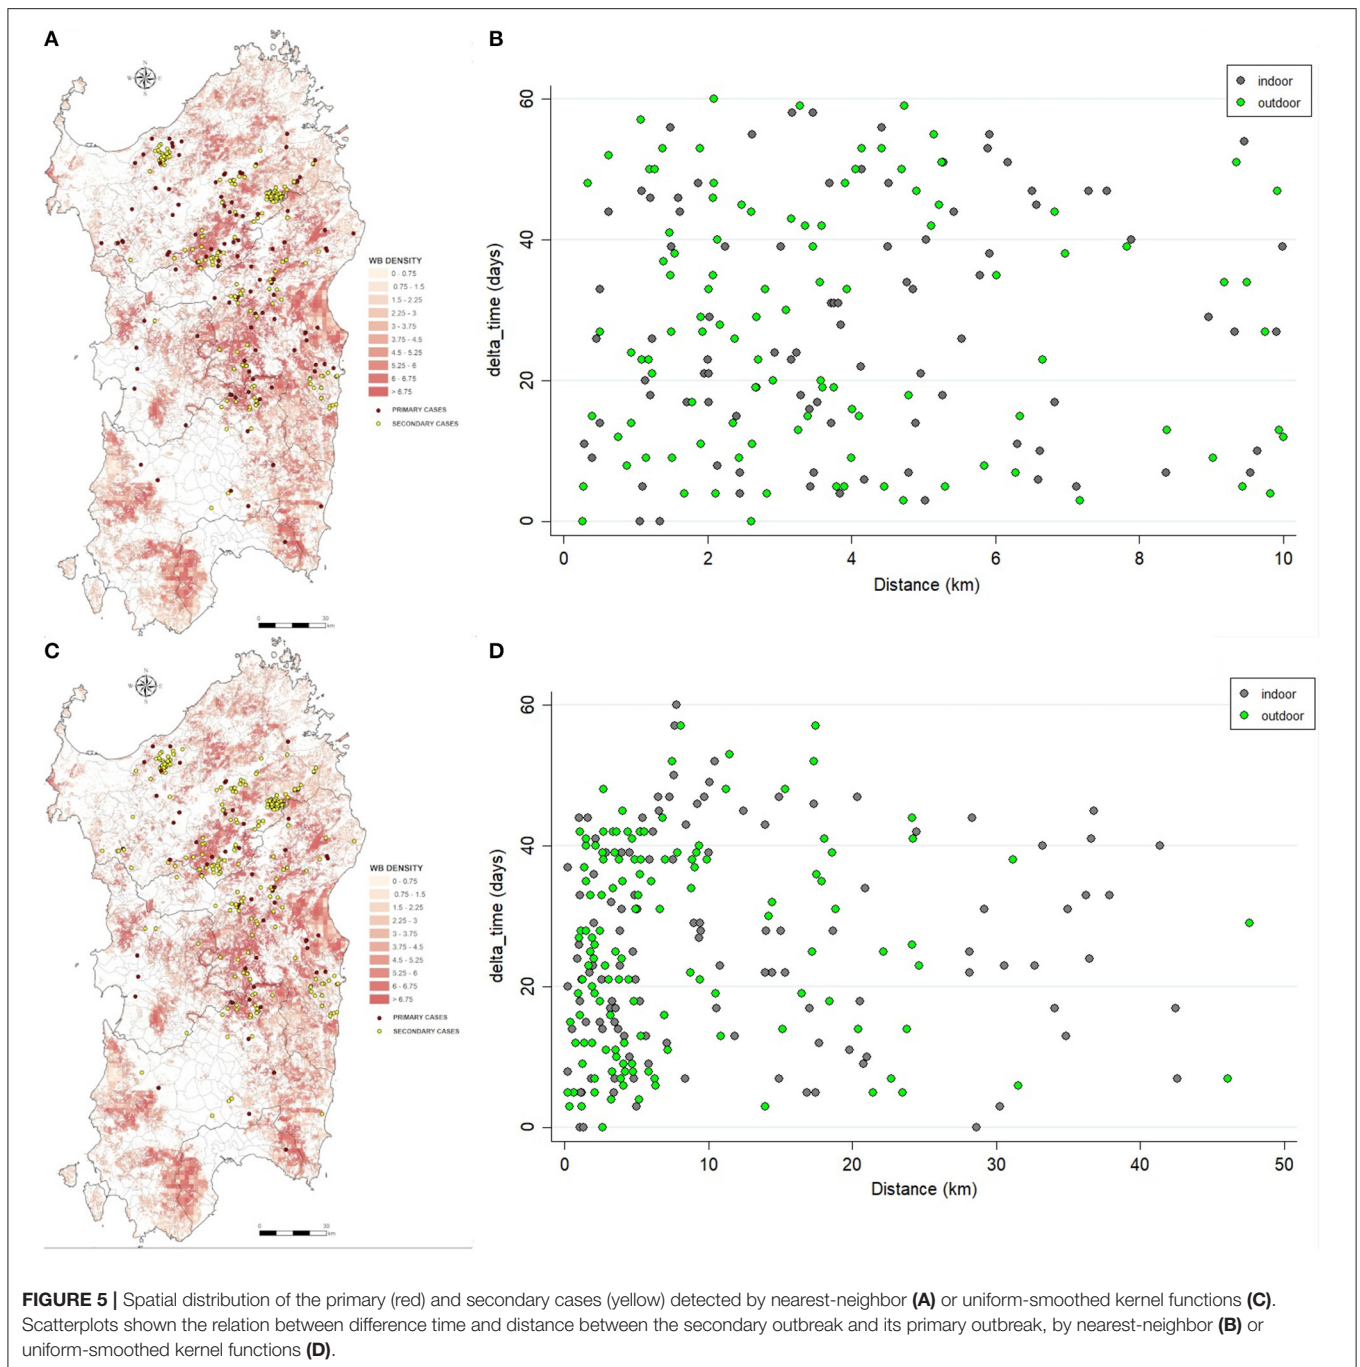 A
N
W
E
S
WB DENSITY
0 - 0.75
0.75 - 1.5
1.5 - 2.25
2.25 - 3
3 - 3.75
3.75 - 4.5
4.5 - 5.25
5.25 - 6
6 - 6.75
> 6.75
PRIMARY CASES
SECONDARY CASES
0
30
km
B
indoor
outdoor
delta_time (days)
60
40
20
0
0 2 4 6 8 10
Distance (km)
C
N
W
E
S
WB DENSITY
0 - 0.75
0.75 - 1.5
1.5 - 2.25
2.25 - 3
3 - 3.75
3.75 - 4.5
4.5 - 5.25
5.25 - 6
6 - 6.75
> 6.75
PRIMARY CASES
SECONDARY CASES
0
30
km
D
indoor
outdoor
delta_time (days)
60
40
20
0
0 10 20 30 40 50
Distance (km)
FIGURE 5 | Spatial distribution of the primary (red) and secondary cases (yellow) detected by nearest-neighbor (A) or uniform-smoothed kernel functions (C).
Scatterplots shown the relation between difference time and distance between the secondary outbreak and its primary outbreak, by nearest-neighbor (B) or
uniform-smoothed kernel functions (D).